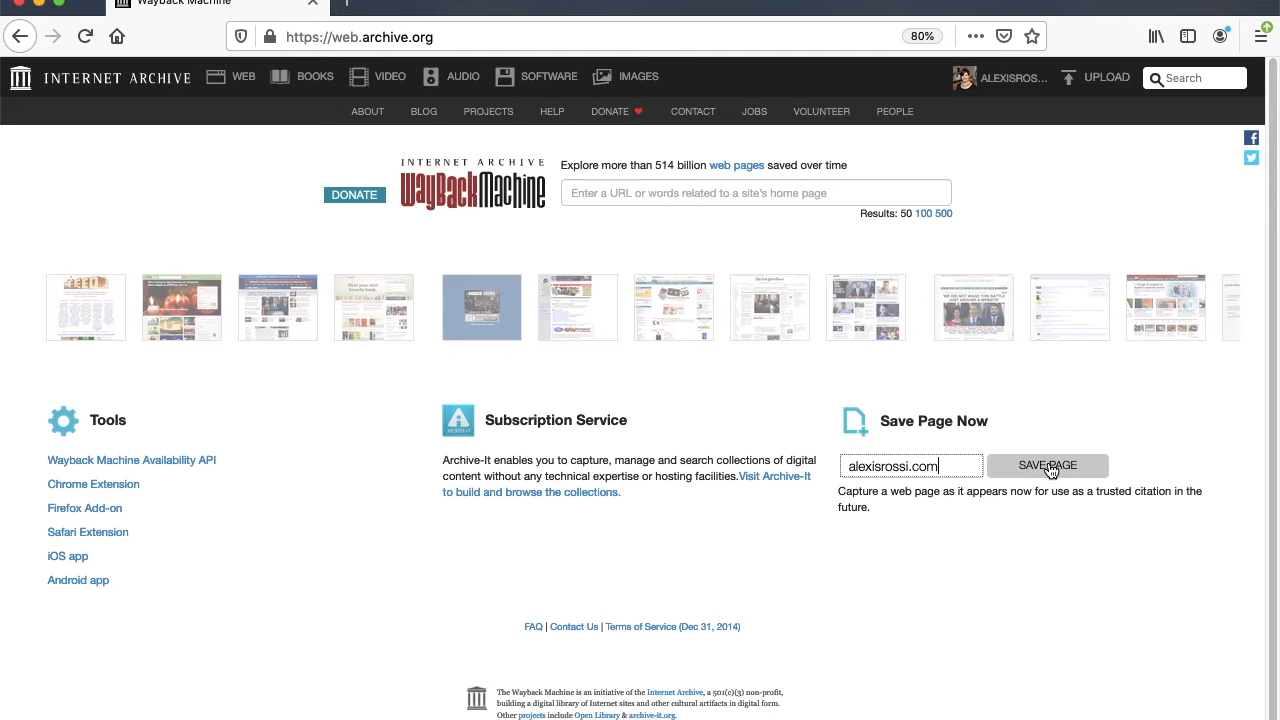 Wayback Machine
https://web.archive.org
80%
INTERNET ARCHIVE WEB BOOKS VIDEO AUDIO SOFTWARE IMAGES ALEXISROS... UPLOAD Search
ABOUT BLOG PROJECTS HELP DONATE CONTACT JOBS VOLUNTEER PEOPLE
INTERNET ARCHIVE
WayBackMachine
DONATE
Explore more than 514 billion web pages saved over time
Enter a URL or words related to a site's home page
Results: 50 100 500
Tools
Wayback Machine Availability API
Chrome Extension
Firefox Add-on
Safari Extension
iOS app
Android app
ARCHIVE-IT
Subscription Service
Archive-It enables you to capture, manage and search collections of digital
content without any technical expertise or hosting facilities.Visit Archive-It
to build and browse the collections.
Save Page Now
alexisrossi.com
SAVE PAGE
Capture a web page as it appears now for use as a trusted citation in the
future.
FAQ | Contact Us | Terms of Service (Dec 31, 2014)
The Wayback Machine is an initiative of the Internet Archive, a 501(c)(3) non-profit,
building a digital library of Internet sites and other cultural artifacts in digital form.
Other projects include Open Library & archive-it.org.